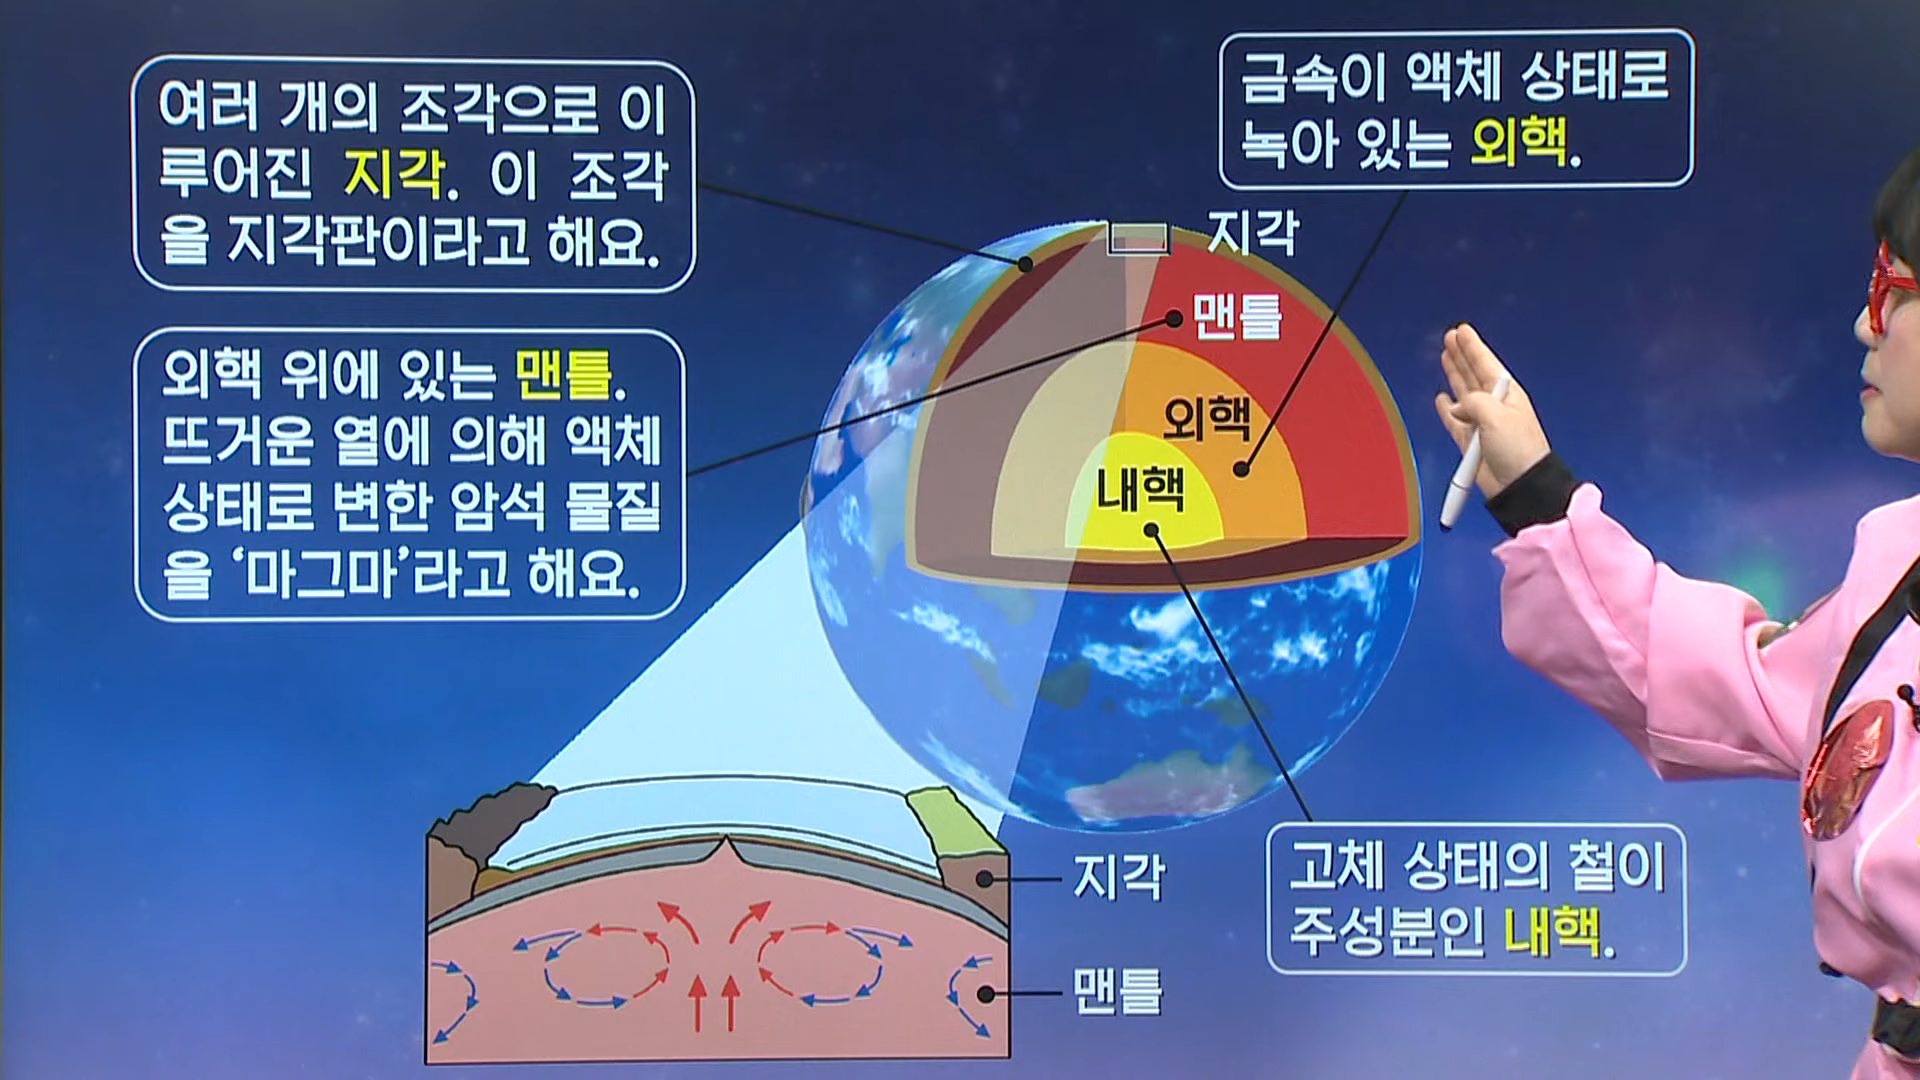 여러 개의 조각으로 이
루어진 지각. 이 조각
을 지각판이라고 해요.
외핵 위에 있는 맨틀.
뜨거운 열에 의해 액체
상태로 변한 암석 물질
을 ‘마그마’라고 해요.
금속이 액체 상태로
녹아 있는 외핵.
지각
맨틀
외핵
내핵
지각
맨틀
고체 상태의 철이
주성분인 내핵.